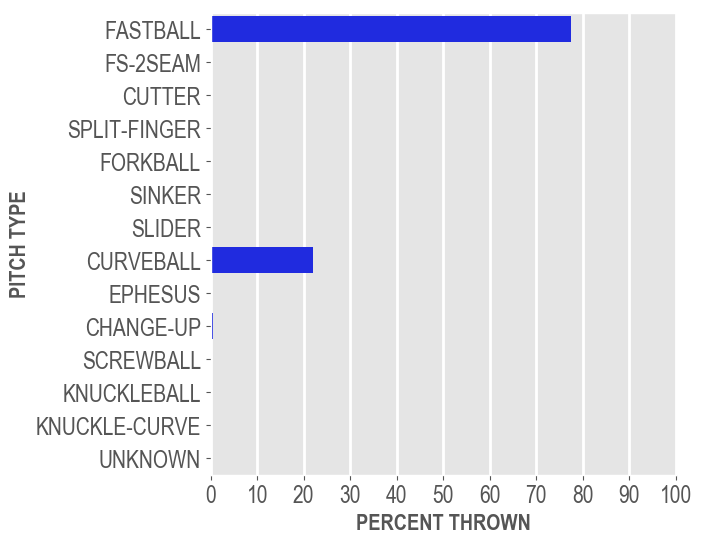 FASTBALL
FS-2SEAM
CUTTER
SPLIT-FINGER
FORKBALL
SINKER
SLIDER
CURVEBALL
EPHESUS
CHANGE-UP
SCREWBALL
KNUCKLEBALL
KNUCKLE-CURVE
UNKNOWN
PITCH TYPE
0 10 20 30 40 50 60 70 80 90 100
PERCENT THROWN